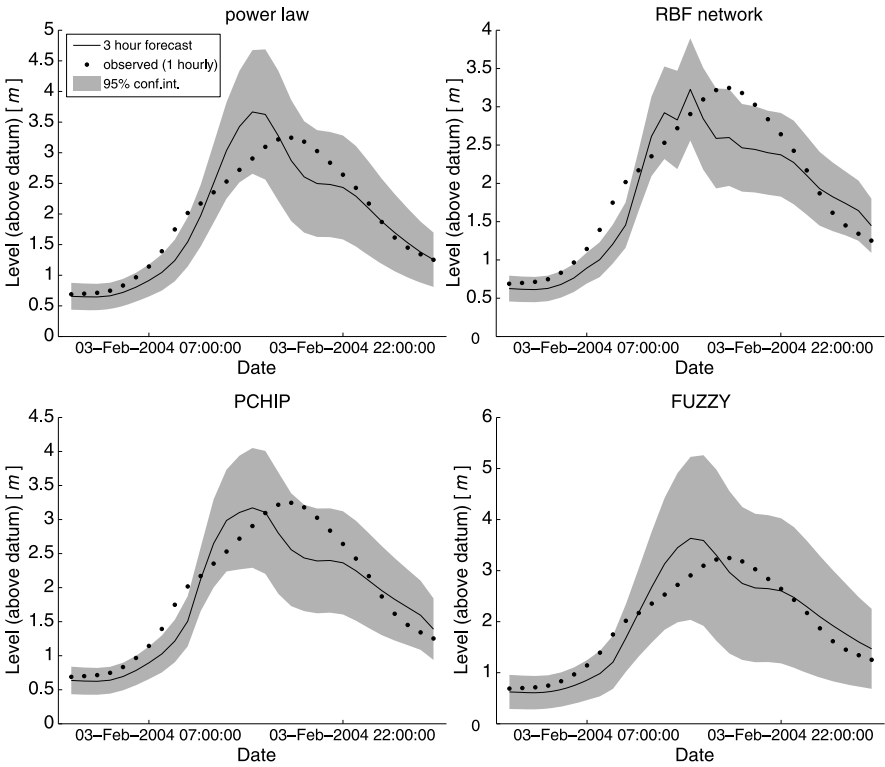 power law
5
4.5
4
3.5
3
2.5
2
1.5
1
0.5
0
Level (above datum) [ m]
3 hour forecast
observed (1 hourly)
95% conf.int.
03–Feb–2004 07:00:00
03–Feb–2004 22:00:00
Date
RBF network
4
3.5
3
2.5
2
1.5
1
0.5
0
Level (above datum) [ m]
03–Feb–2004 07:00:00
03–Feb–2004 22:00:00
Date
PCHIP
4.5
4
3.5
3
2.5
2
1.5
1
0.5
0
Level (above datum) [ m]
03–Feb–2004 07:00:00
03–Feb–2004 22:00:00
Date
FUZZY
6
5
4
3
2
1
0
Level (above datum) [ m]
03–Feb–2004 07:00:00
03–Feb–2004 22:00:00
Date